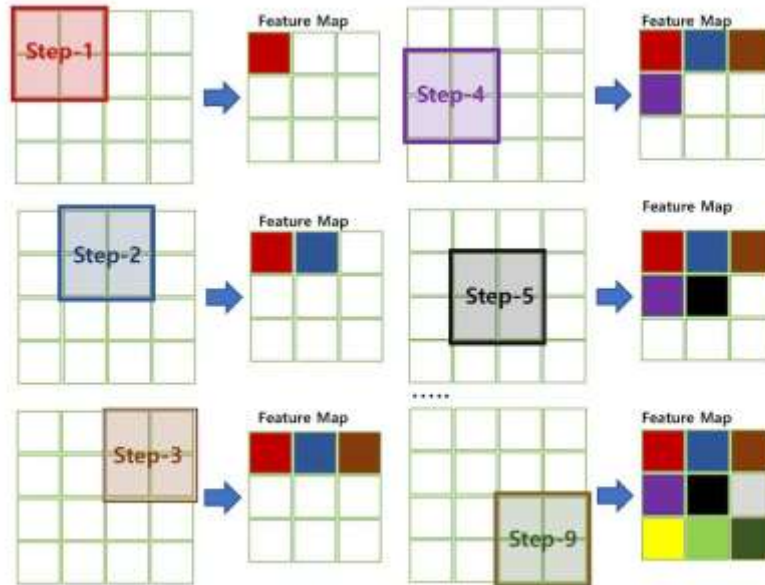 Feature Map
Step-1
Feature Map
Step-4
Feature Map
Step-2
Feature Map
Step-5
.....
Feature Map
Step-3
Feature Map
Step-9